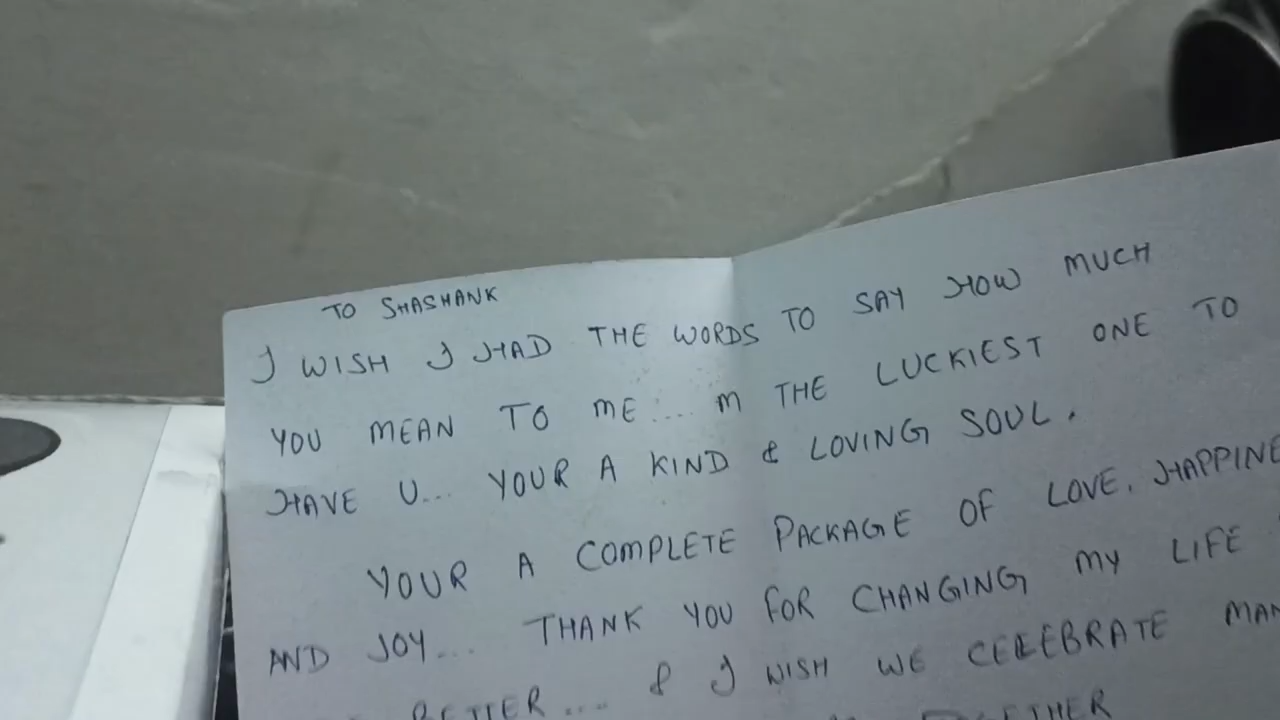 TO SHASHANK
I WISH I HAD THE WORDS TO SAY HOW MUCH
YOU MEAN TO ME.... M THE LUCKIEST ONE TO
HAVE U... YOUR A KIND & LOVING SOUL.
YOUR A COMPLETE PACKAGE OF LOVE, HAPPINE
AND JOY... THANK YOU FOR CHANGING MY LIFE
BETTER.... & I WISH WE CELEBRATE MAN